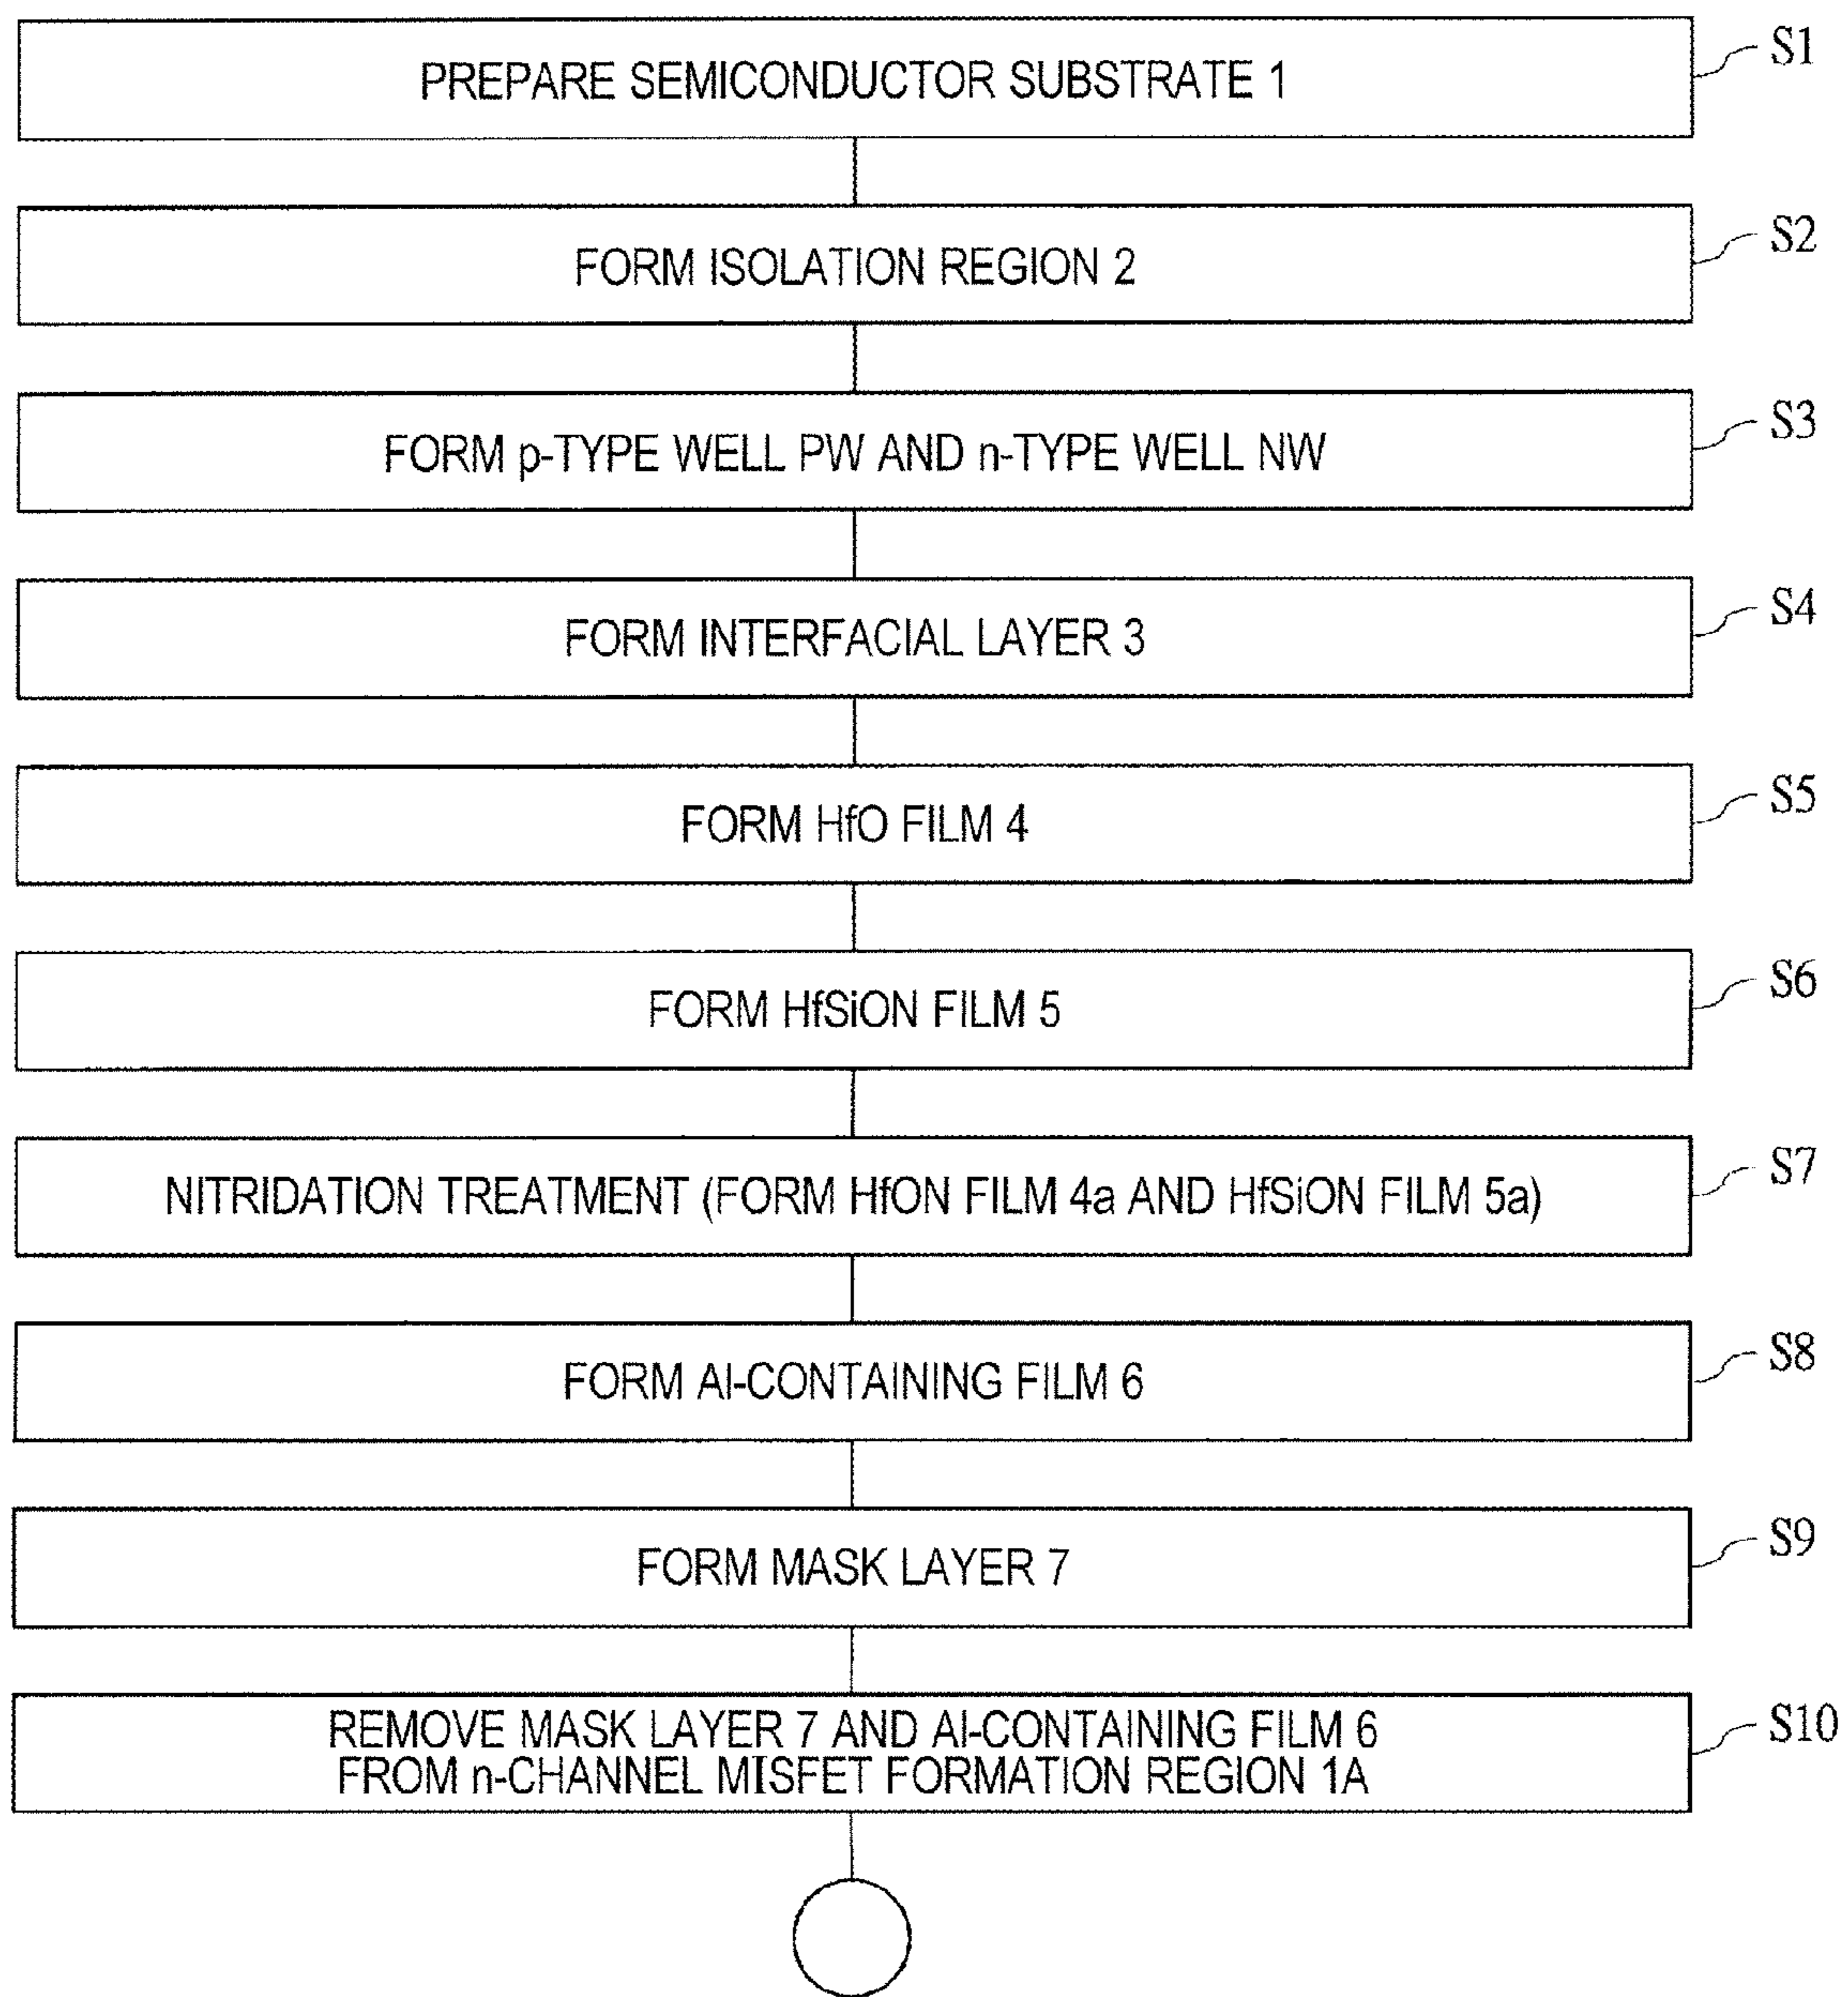 PREPARE SEMICONDUCTOR SUBSTRATE 1
S1
FORM ISOLATION REGION 2
S2
FORM p-TYPE WELL PW AND n-TYPE WELL NW
S3
FORM INTERFACIAL LAYER 3
S4
FORM HfO FILM 4
S5
FORM HfSiON FILM 5
S6
NITRIDATION TREATMENT (FORM HfON FILM 4a AND HfSiON FILM 5a)
S7
FORM Al-CONTAINING FILM 6
S8
FORM MASK LAYER 7
S9
REMOVE MASK LAYER 7 AND Al-CONTAINING FILM 6
FROM n-CHANNEL MISFET FORMATION REGION 1A
S10